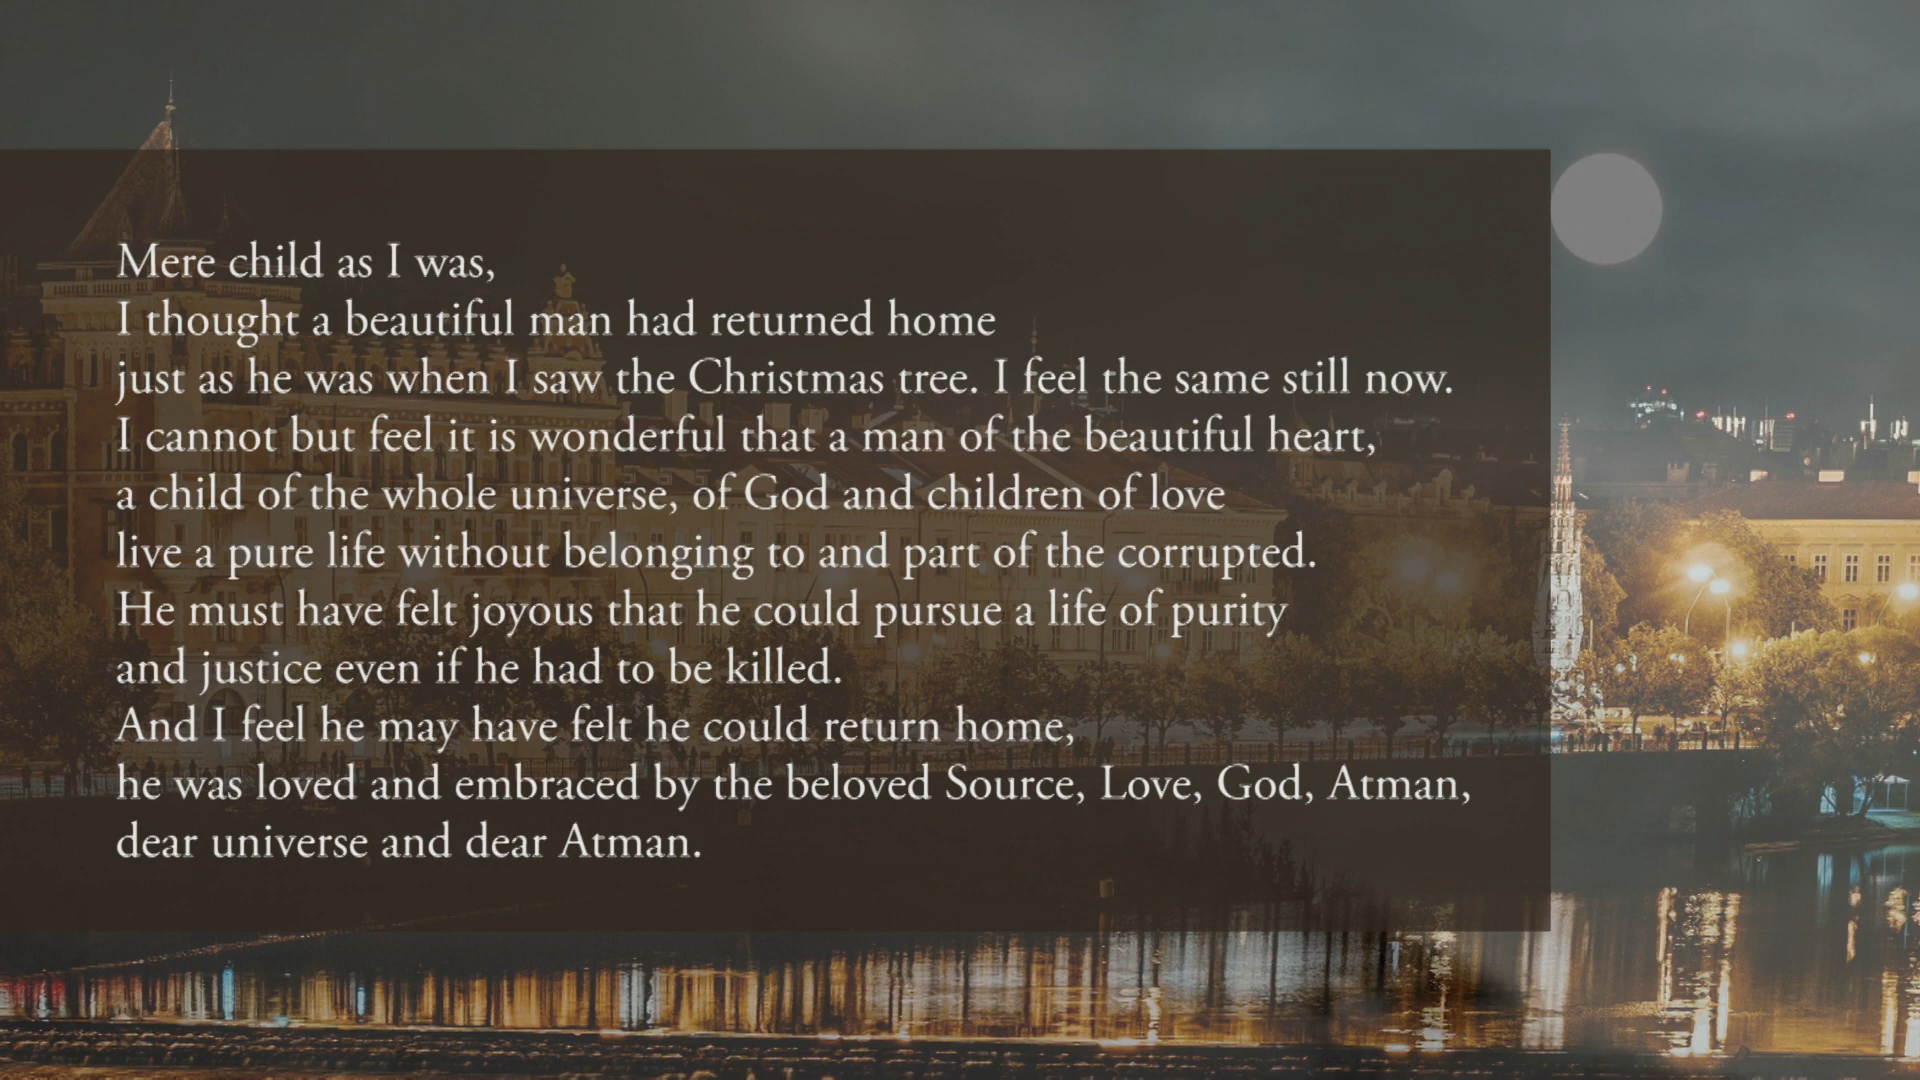 Mere child as I was,
I thought a beautiful man had returned home
just as he was when I saw the Christmas tree. I feel the same still now.
I cannot but feel it is wonderful that a man of the beautiful heart,
a child of the whole universe, of God and children of love
live a pure life without belonging to and part of the corrupted.
He must have felt joyous that he could pursue a life of purity
and justice even if he had to be killed.
And I feel he may have felt he could return home,
he was loved and embraced by the beloved Source, Love, God, Atman,
dear universe and dear Atman.